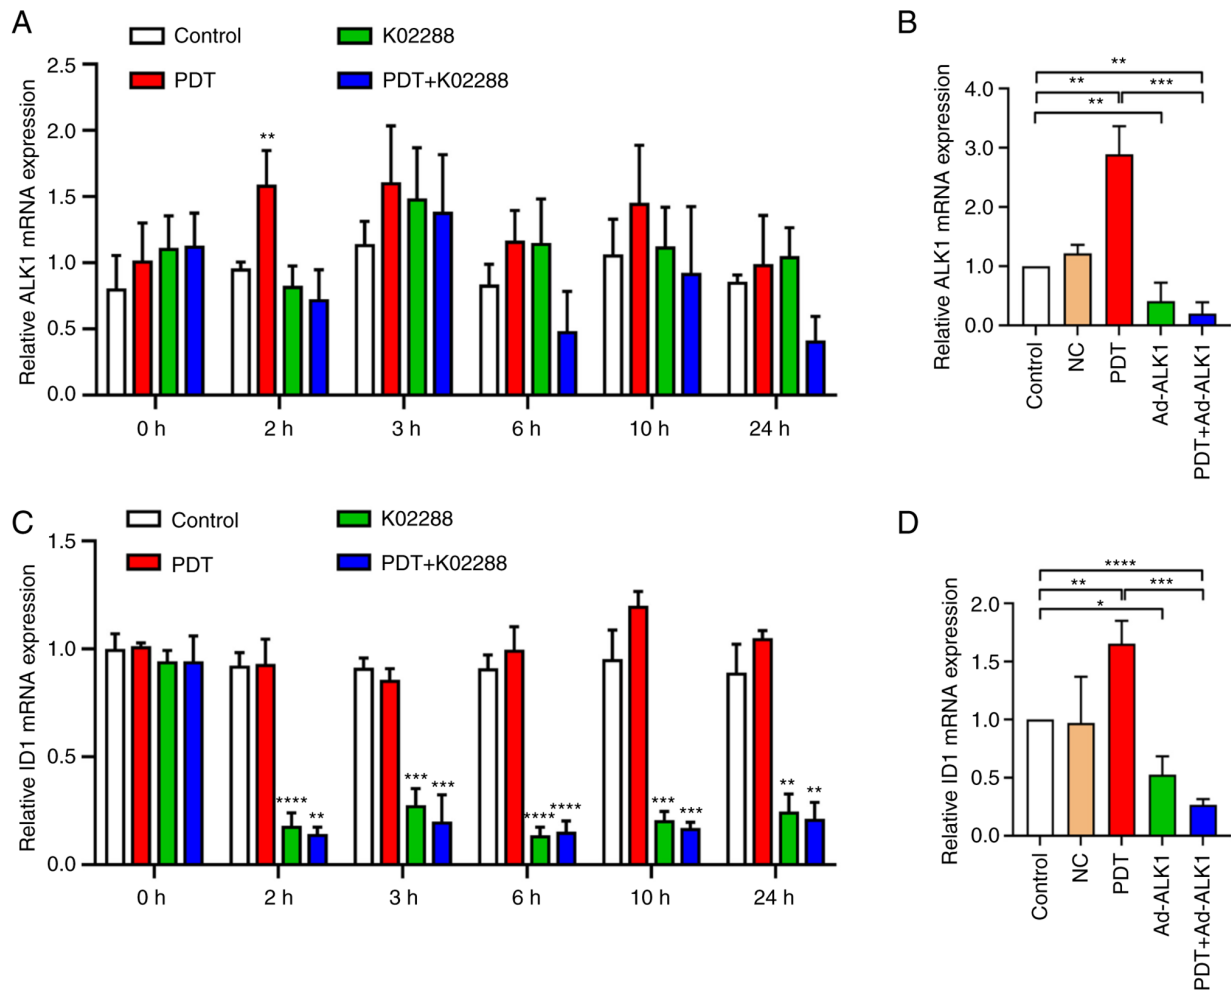 A
Control
K02288
PDT
PDT+K02288
Relative ALK1 mRNA expression
2.5
2.0
1.5
1.0
0.5
0.0
**
0 h
2 h
3 h
6 h
10 h
24 h
B
Relative ALK1 mRNA expression
4.0
3.0
2.0
1.0
0.0
**
** ***
**
Control
NC
PDT
Ad-ALK1
PDT+Ad-ALK1
C
Control
K02288
PDT
PDT+K02288
Relative ID1 mRNA expression
1.5
1.0
0.5
0.0
**** **
*** ***
**** ****
*** ***
** **
0 h
2 h
3 h
6 h
10 h
24 h
D
Relative ID1 mRNA expression
2.0
1.5
1.0
0.5
0.0
****
** ***
*
Control
NC
PDT
Ad-ALK1
PDT+Ad-ALK1